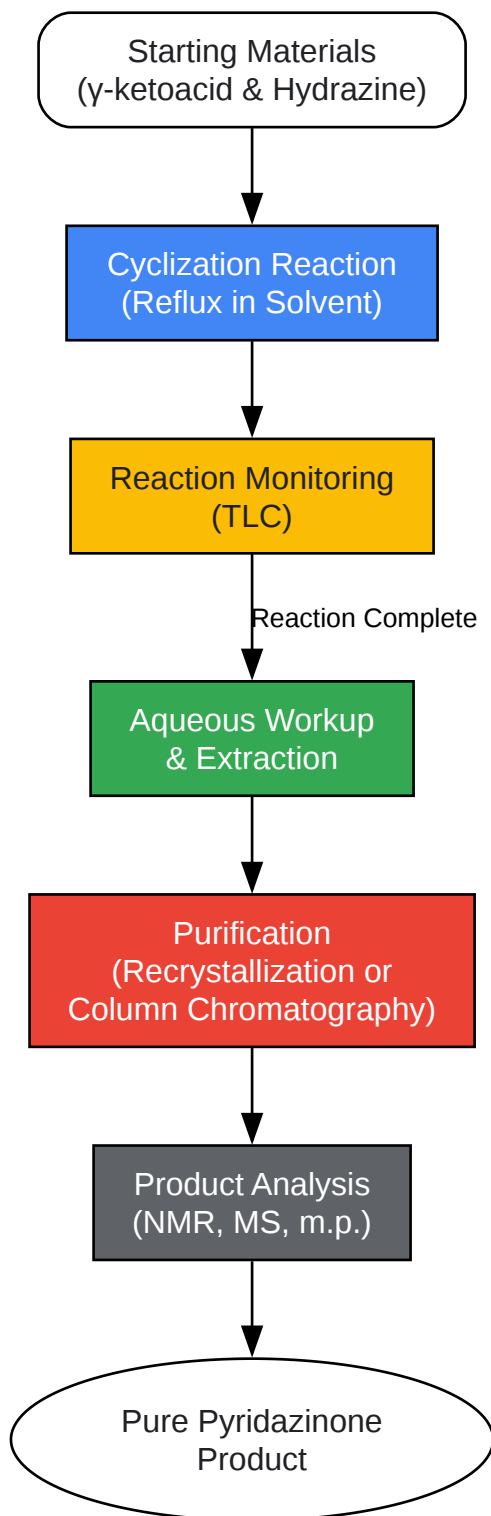 Starting Materials
(γ-ketoacid & Hydrazine)
Cyclization Reaction
(Reflux in Solvent)
Reaction Monitoring
(TLC)
Reaction Complete
Aqueous Workup
& Extraction
Purification
(Recrystallization or
Column Chromatography)
Product Analysis
(NMR, MS, m.p.)
Pure Pyridazinone
Product